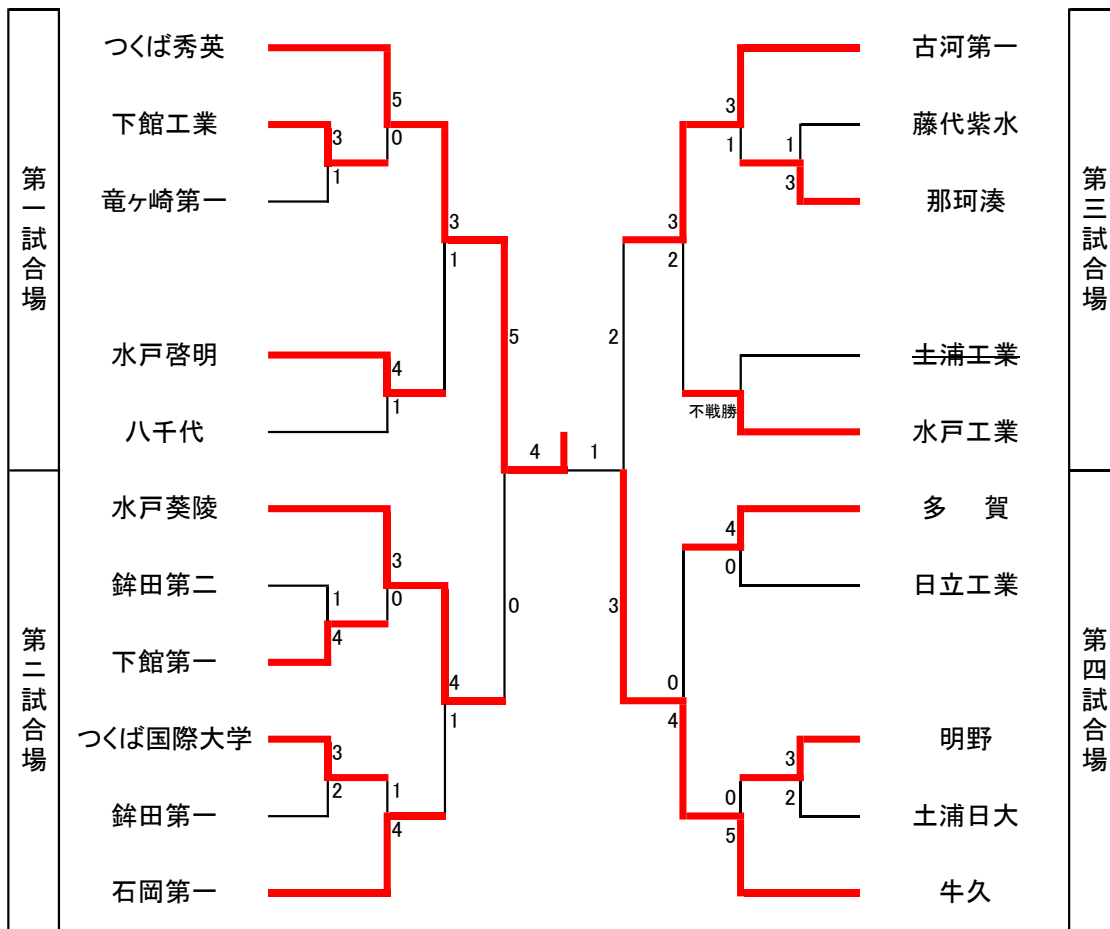 第一試合場
つくば秀英
下館工業
竜ヶ崎第一
水戸啓明
八千代
5
0
3
1
3
1
4
1
第二試合場
水戸葵陵
鉾田第二
下館第一
つくば国際大学
鉾田第一
石岡第一
3
0
1
4
4
1
3
2
1
4
5
0
4
1
2
3
第三試合場
古河第一
藤代紫水
那珂湊
土浦工業
水戸工業
3
1
1
3
3
2
不戦勝
第四試合場
多 賀
日立工業
明野
土浦日大
牛久
4
0
0
4
3
2
0
5